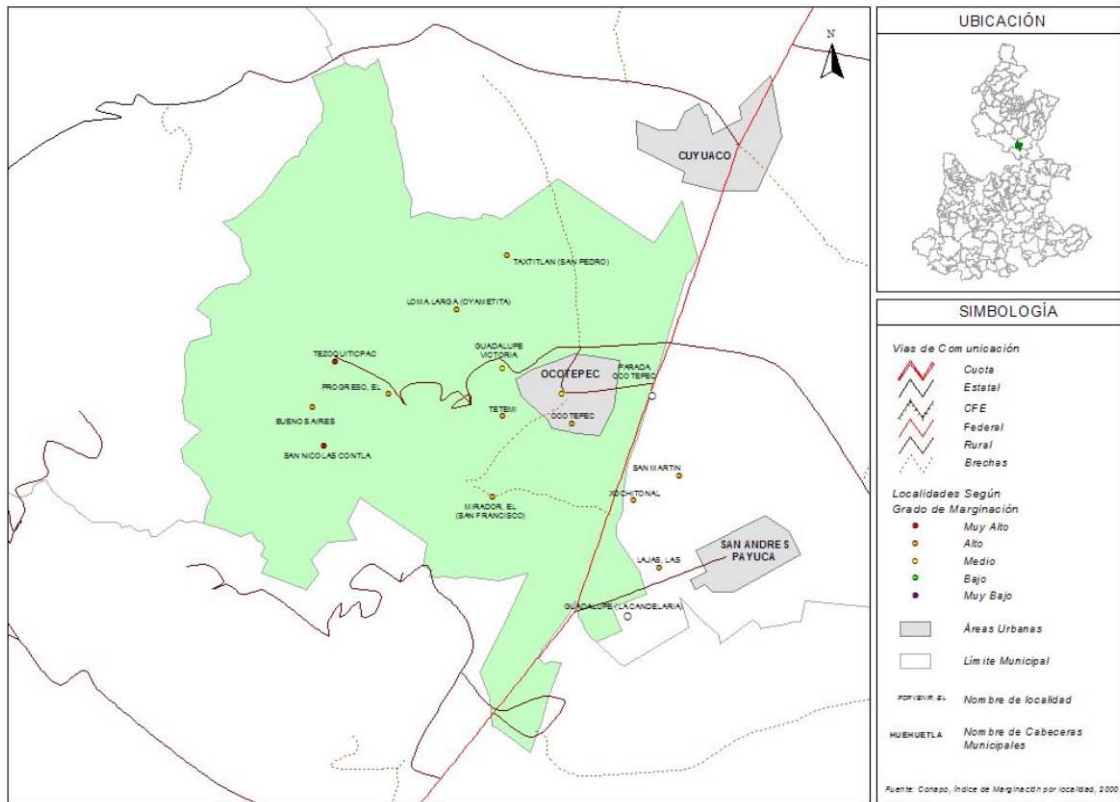 N
CUYUACO
TAXTITLAN (SAN PEDRO)
LOMA LARGA (OYAMETITA)
GUADALUPE
VICTORIA
TEZOQUITICPAC
OCOTEPEC
PARADA
OCOTEPEC
PROGRESO, EL
BUENOS AIRES
TETEMI
OCOTEPEC
SAN NICOLAS CONTLA
SAN MARTIN
MIRADOR, EL
(SAN FRANCISCO)
XOCHITONAL
SAN ANDRES
PAYUCA
LAJAS, LAS
GUADALUPE (LA CANDELARIA)
UBICACIÓN
SIMBOLOGÍA
Vías de Comunicación
Cuota
Estatal
CFE
Federal
Rural
Brechas
Localidades Según
Grado de Marginación
Muy Alto
Alto
Medio
Bajo
Muy Bajo
Áreas Urbanas
Límite Municipal
PORVENIR, EL
Nombre de localidad
HUEHUETLA
Nombre de Cabeceras
Municipales
Fuente: Conapo, Índice de Marginación por localidad, 2005